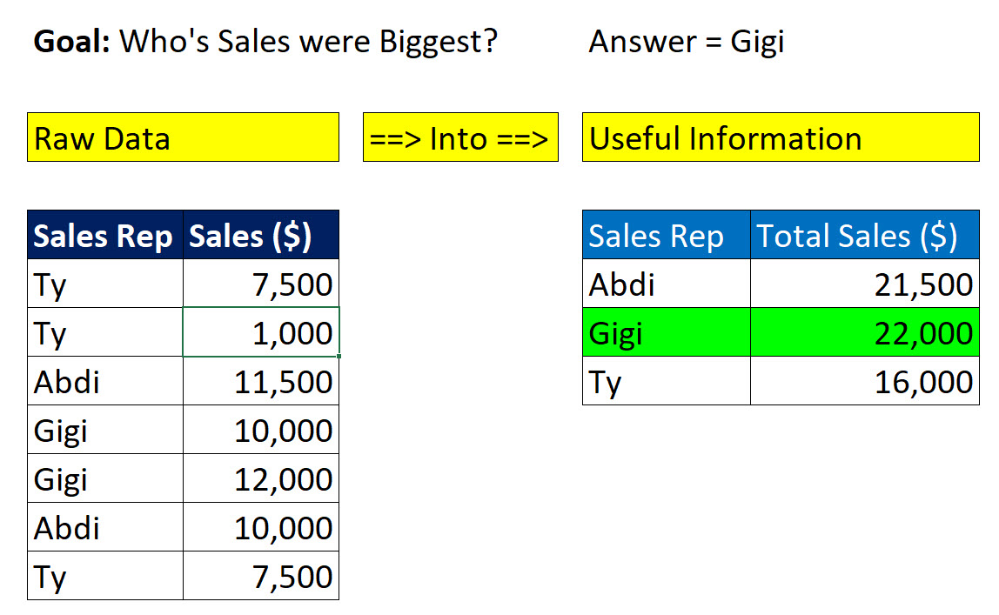 Goal: Who's Sales were Biggest?
Answer = Gigi
Raw Data
==> Into ==>
Useful Information
Sales Rep Sales ($)
Ty 7,500
Ty 1,000
Abdi 11,500
Gigi 10,000
Gigi 12,000
Abdi 10,000
Ty 7,500
Sales Rep Total Sales ($)
Abdi 21,500
Gigi 22,000
Ty 16,000